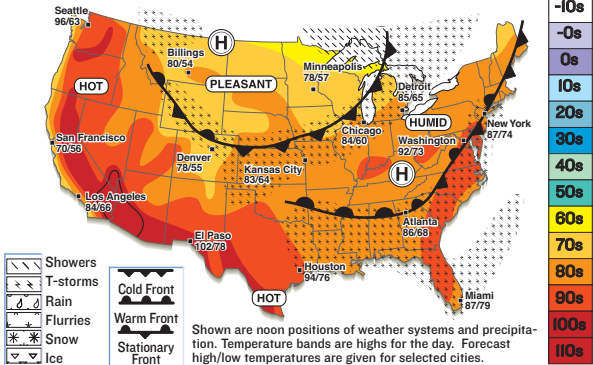 Seattle
96/63
H
Billings
80/54
Minneapolis
78/57
HOT
PLEASANT
Detroit
85/65
HUMID
New York
87/74
San Francisco
70/56
Chicago
84/60
Washington
92/73
Denver
78/55
Kansas City
83/64
H
Los Angeles
84/66
Atlanta
86/68
El Paso
102/78
Houston
94/76
HOT
Miami
87/79
Showers
T-storms
Rain
Flurries
Snow
Ice
Cold Front
Warm Front
Stationary
Front
Shown are noon positions of weather systems and precipita-
tion. Temperature bands are highs for the day. Forecast
high/low temperatures are given for selected cities.
-10s
-0s
0s
10s
20s
30s
40s
50s
60s
70s
80s
90s
100s
110s